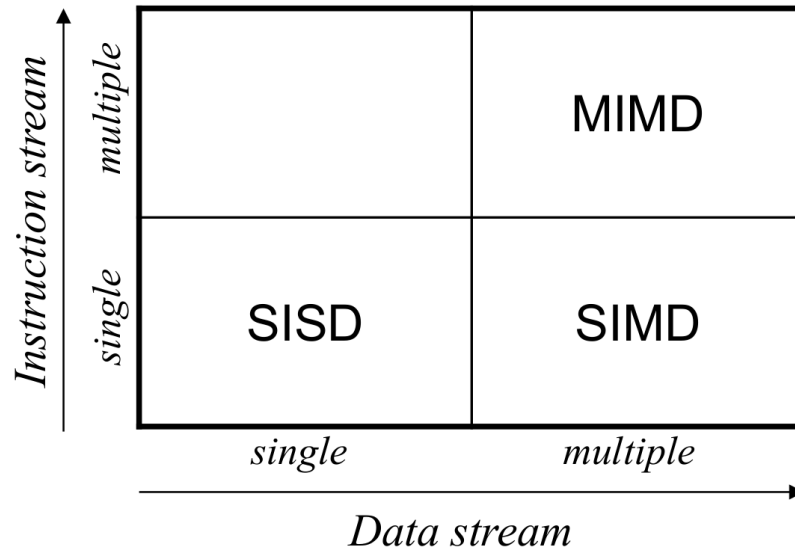 Instruction stream
multiple
MIMD
single
SISD
SIMD
single
multiple
Data stream